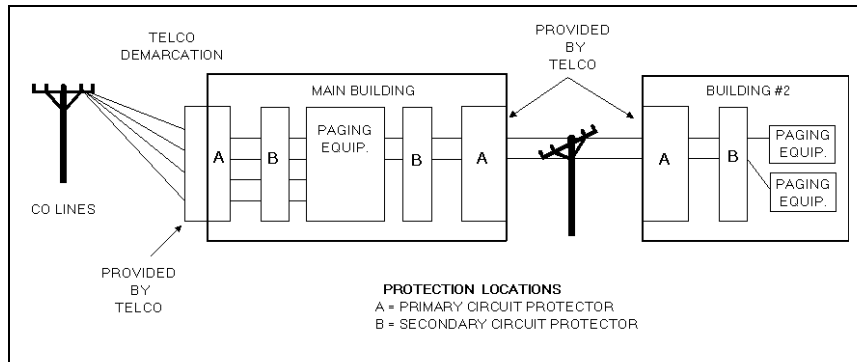 TELCO
DEMARCATION
PROVIDED
BY
TELCO
MAIN BUILDING
BUILDING #2
A
B
PAGING
EQUIP.
B
A
A
B
PAGING
EQUIP.
PAGING
EQUIP.
CO LINES
PROVIDED
BY
TELCO
PROTECTION LOCATIONS
A = PRIMARY CIRCUIT PROTECTOR
B = SECONDARY CIRCUIT PROTECTOR